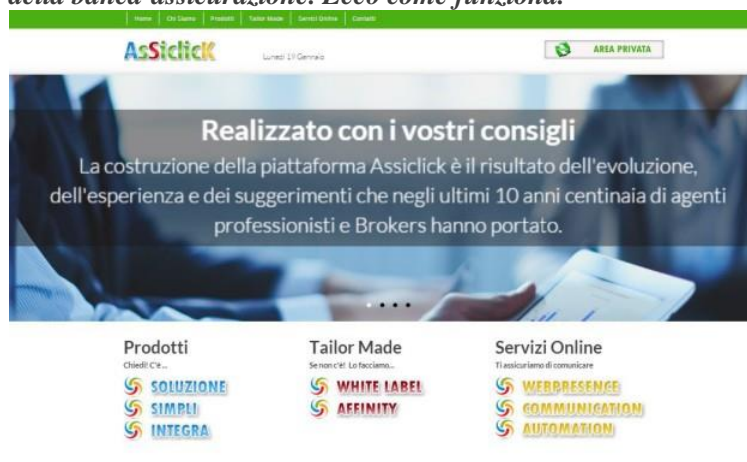 della banca-assicurazione. Ecco come funziona.
Home Chi Siamo Prodotti Tailor Made Servizi Online Contatti
AsSiclicK
Lunedì 19 Gennaio
AREA PRIVATA
Realizzato con i vostri consigli
La costruzione della piattaforma Assiclick è il risultato dell'evoluzione,
dell'esperienza e dei suggerimenti che negli ultimi 10 anni centinaia di agenti
professionisti e Brokers hanno portato.
Prodotti
Chiedi! C'è...
SOLUZIONE
SIMPLI
INTEGRA
Tailor Made
Se non c'è! Lo facciamo...
WHITE LABEL
AFFINITY
Servizi Online
Ti assicuriamo di comunicare
WEBPRESENCE
COMMUNICATION
AUTOMATION